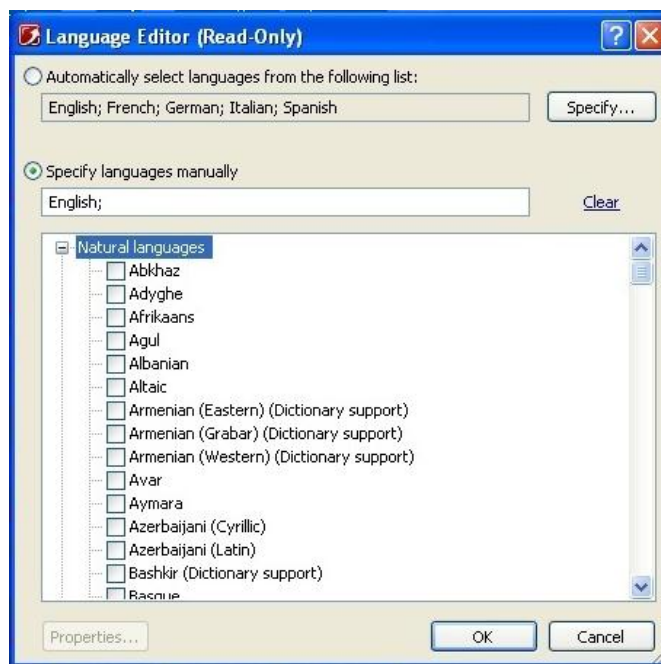 Language Editor (Read-Only)
Automatically select languages from the following list:
English; French; German; Italian; Spanish
Specify...
Specify languages manually
English;
Clear
Natural languages
Abkhaz
Adyghe
Afrikaans
Agul
Albanian
Altaic
Armenian (Eastern) (Dictionary support)
Armenian (Grabar) (Dictionary support)
Armenian (Western) (Dictionary support)
Avar
Aymara
Azerbaijani (Cyrillic)
Azerbaijani (Latin)
Bashkir (Dictionary support)
Basque
Properties...
OK
Cancel